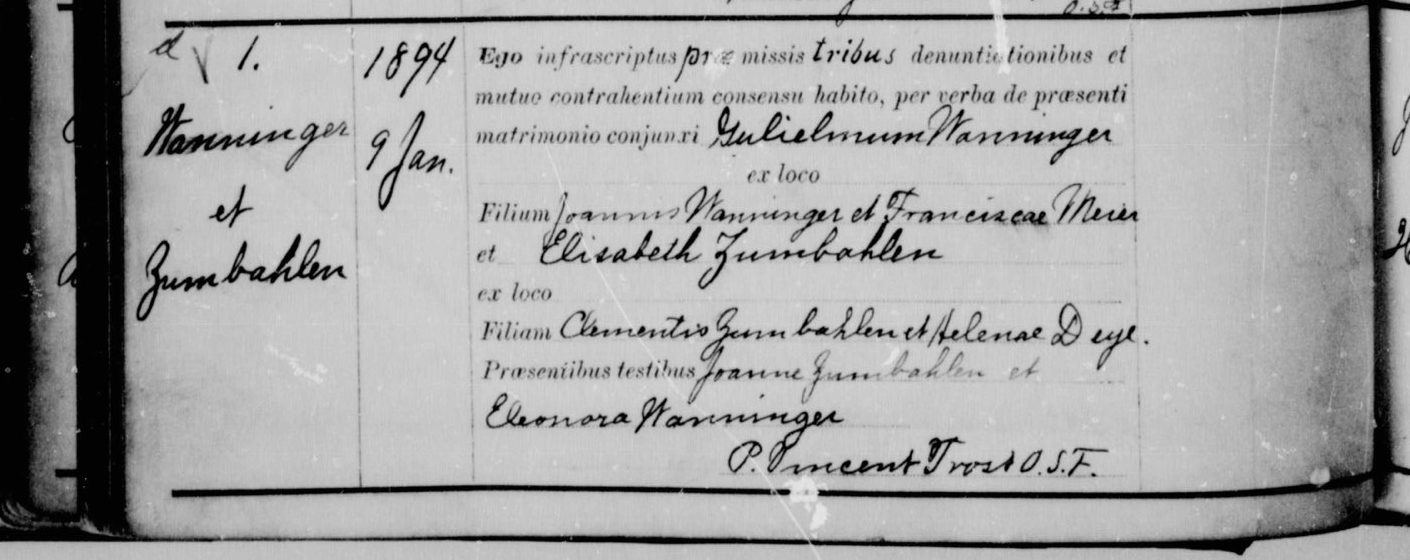 1.
Wanninger
et
Zumbahlen
1894
9 Jan.
Ego infrascriptus præ missis tribus denuntiationibus et
mutuo contrahentium consensu habito, per verba de præsenti
matrimonio conjunxi Gulielmum Wanninger
ex loco
Filium Joannis Wanninger et Franciscae Meier
et Elisabeth Zumbahlen
ex loco
Filiam Clementis Zumbahlen et Helenae Deye.
Præsentibus testibus Joanne Zumbahlen et
Eleonora Wanninger
P. Vincent Trost O.S.F.